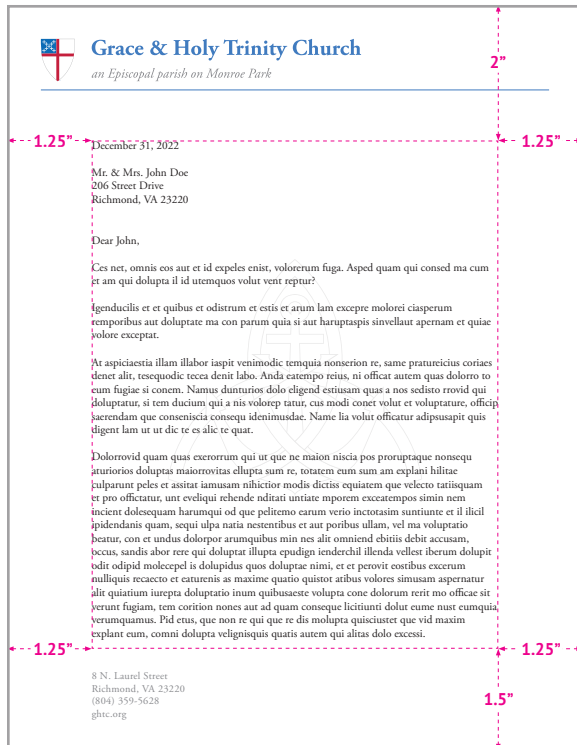 Grace & Holy Trinity Church
an Episcopal parish on Monroe Park
2”
1.25”
1.25”
December 31, 2022
Mr. & Mrs. John Doe
206 Street Drive
Richmond, VA 23220
Dear John,
Ces net, omnis eos aut et id expeles enist, volorerum fuga. Asped quam qui consed ma cum
et am qui dolupta il id utemquos volut vent reptur?
Igenducilis et et quibus et odistrum et estis et arum lam excepre molorei ciasperum
remporibus aut doluptate ma con parum quia si aut haruptaspis sinvellaut apernam et quiae
volore exceptat.
At aspiciaestia illam illabor iaspit venimodic temquia nonserion re, same pratureicius coriaes
denet alit, tesequodic tecea denit labo. Anda eatempo reius, ni officat autem quas dolorro to
eum fugiae si conem. Namus dunturios dolo eligend estiusam quas a nos sedisto rrovid qui
doluptatur, si tem ducium qui a nis volorep tatur, cus modi conet volut et voluptature, officip
saerendam que conseniscia consequ idenimusdae. Name lia volut officatur adipsusapit quis
digent lam ut ut dic te es alic te quat.
Dolorrovid quam quas exerorrum qui ut que ne maion niscia pos proruptaque nonsequ
aturiorios doluptas maiorrovitas ellupta sum re, totatem eum sum am explani hilitae
culparunt peles et assitat iamusam nihictior modis dictiss equiatem que velecto tatiisquam
et pro offictatur, unt eveliqui rehende nditati untiate mporem exceatempos simin nem
incient dolesequam harumqui od que pelitemo earum verio inctotasim suntiunte et il ilicil
ipidendanis quam, sequi ulpa natia nestentibus et aut poribus ullam, vel ma voluptatio
beatur, con et undus dolorpor arumquibus min nes alit omniend ebitiis debit accusam,
occus, sandis abor rere qui doluptat illupta epudign ienderchil illenda vellest iberum dolupit
odit odipid molecepel is dolupidus quos doluptae nimi, et et perovit eostibus excerum
nulliquis recaecto et eaturenis as maxime quatio quistot atibus volores simusam aspernatur
alit quiatium iurepta doluptatio inum quibusaeste volupta cone dolorum rerit mo officae sit
verunt fugiam, tem corition nones aut ad quam conseque licitiunti dolut eume nust eumquia
verumquamus. Pid etus, que non re qui que re dis molupta quisciustet que vid maxim
explant eum, comni dolupta velignisquis quatis autem qui alitas dolo excessi.
1.25”
1.25”
8 N. Laurel Street
Richmond, VA 23220
(804) 359-5628
ghtc.org
1.5”